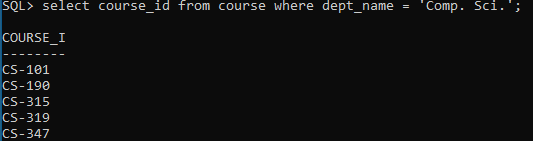 SQL> select course_id from course where dept_name = 'Comp. Sci.';
COURSE_I
--------
CS-101
CS-190
CS-315
CS-319
CS-347